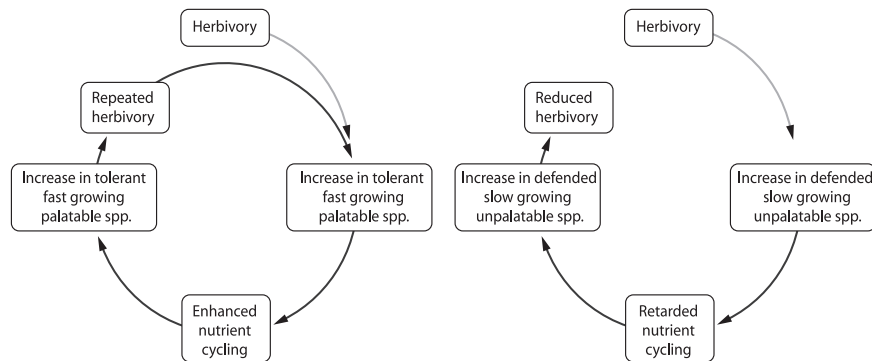 Herbivory
Repeated
herbivory
Increase in tolerant
fast growing
palatable spp.
Increase in tolerant
fast growing
palatable spp.
Enhanced
nutrient
cycling
Herbivory
Reduced
herbivory
Increase in defended
slow growing
unpalatable spp.
Increase in defended
slow growing
unpalatable spp.
Retarded
nutrient
cycling